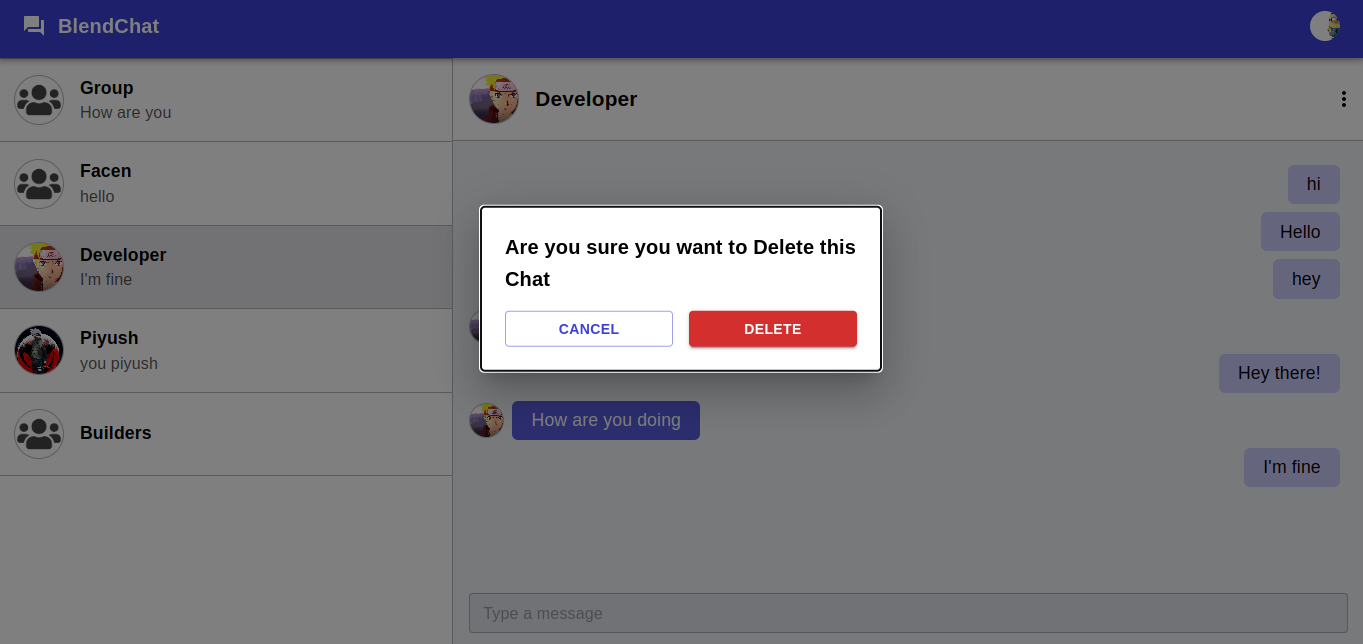 BlendChat
Group
How are you
Facen
hello
Developer
I'm fine
Piyush
you piyush
Builders
Developer
hi
Hello
hey
Are you sure you want to Delete this
Chat
CANCEL
DELETE
Hey there!
How are you doing
I'm fine
Type a message